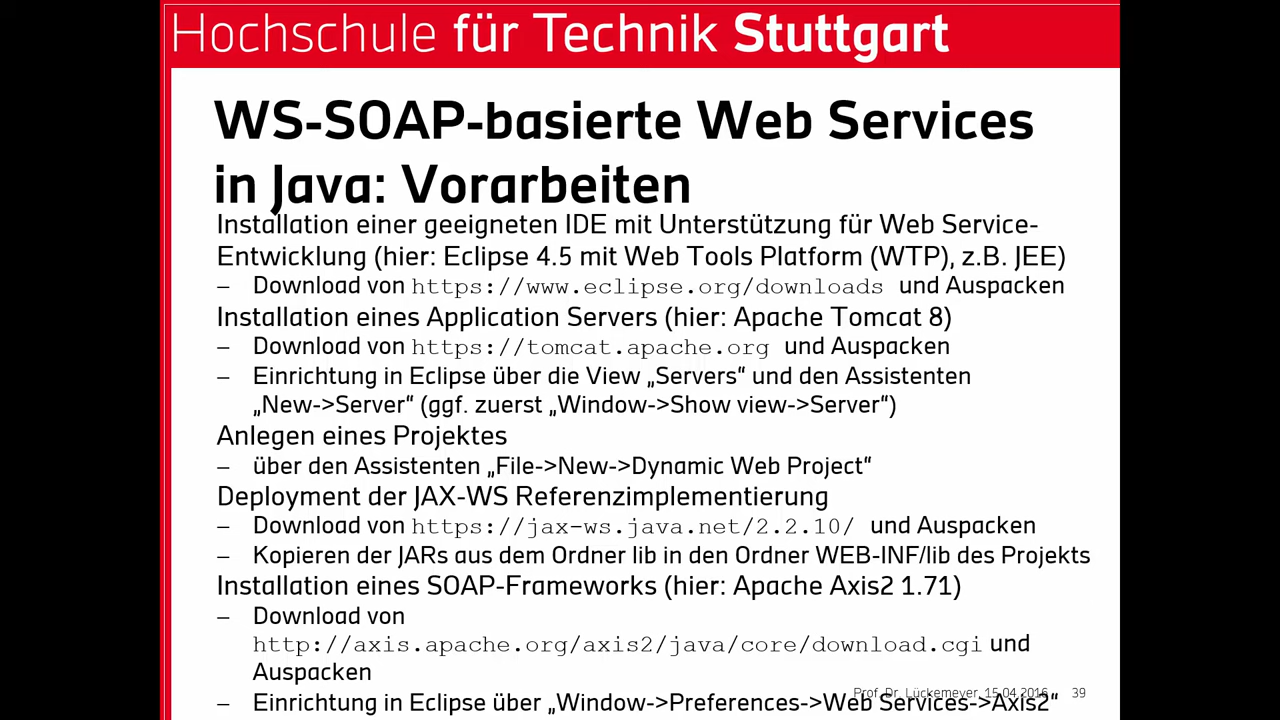 Hochschule für Technik Stuttgart
WS-SOAP-basierte Web Services
in Java: Vorarbeiten
Installation einer geeigneten IDE mit Unterstützung für Web Service-
Entwicklung (hier: Eclipse 4.5 mit Web Tools Platform (WTP), z.B. JEE)
– Download von https://www.eclipse.org/downloads und Auspacken
Installation eines Application Servers (hier: Apache Tomcat 8)
– Download von https://tomcat.apache.org und Auspacken
– Einrichtung in Eclipse über die View „Servers“ und den Assistenten
„New->Server“ (ggf. zuerst „Window->Show view->Server“)
Anlegen eines Projektes
– über den Assistenten „File->New->Dynamic Web Project“
Deployment der JAX-WS Referenzimplementierung
– Download von https://jax-ws.java.net/2.2.10/ und Auspacken
– Kopieren der JARs aus dem Ordner lib in den Ordner WEB-INF/lib des Projekts
Installation eines SOAP-Frameworks (hier: Apache Axis2 1.71)
– Download von
http://axis.apache.org/axis2/java/core/download.cgi und
Auspacken
– Einrichtung in Eclipse über „Window->Preferences->Web Services->Axis2“
Prof. Dr. Lückemeyer, 15.04.2016 39